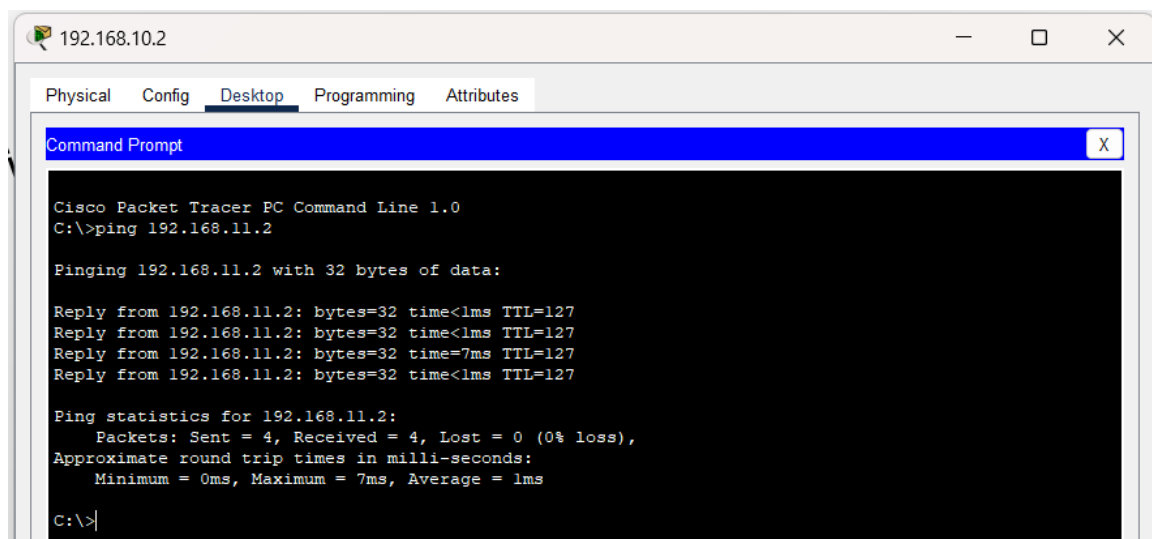 192.168.10.2
Physical Config Desktop Programming Attributes
Command Prompt X
Cisco Packet Tracer PC Command Line 1.0
C:\>ping 192.168.11.2
Pinging 192.168.11.2 with 32 bytes of data:
Reply from 192.168.11.2: bytes=32 time<1ms TTL=127
Reply from 192.168.11.2: bytes=32 time<1ms TTL=127
Reply from 192.168.11.2: bytes=32 time=7ms TTL=127
Reply from 192.168.11.2: bytes=32 time<1ms TTL=127
Ping statistics for 192.168.11.2:
Packets: Sent = 4, Received = 4, Lost = 0 (0% loss),
Approximate round trip times in milli-seconds:
Minimum = 0ms, Maximum = 7ms, Average = 1ms
C:\>